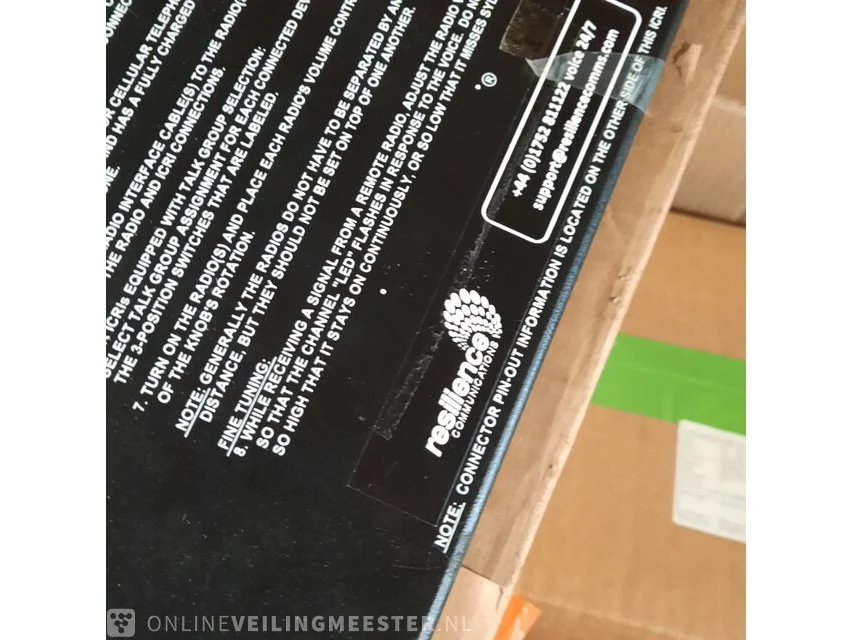 CONNEC
OR CELLULAR TELEPH
HAS A FULLY CHARGED
RADIO INTERFACE CABLE(S) TO THE RADIO(
THE RADIO AND ICRI CONNECTIONS.
ICRIs EQUIPPED WITH TALK GROUP SELECTION:
SELECT TALK GROUP ASSIGNMENT FOR EACH CONNECTED DEV
THE 3-POSITION SWITCHES THAT ARE LABELED.
7. TURN ON THE RADIO(S) AND PLACE EACH RADIO'S VOLUME CONTR
OF THE KNOB'S ROTATION.
NOTE: GENERALLY THE RADIOS DO NOT HAVE TO BE SEPARATED BY AN
DISTANCE, BUT THEY SHOULD NOT BE SET ON TOP OF ONE ANOTHER.
FINE TUNING:
8. WHILE RECEIVING A SIGNAL FROM A REMOTE RADIO, ADJUST THE RADIO V
SO THAT THE CHANNEL "LED" FLASHES IN RESPONSE TO THE VOICE. DO NO
SO HIGH THAT IT STAYS ON CONTINUOUSLY, OR SO LOW THAT IT MISSES SYL
®
resilience
COMMUNICATIONS
+44 (0)1752 811122 voice 24/7
support@resiliencecomms.com
NOTE: CONNECTOR PIN-OUT INFORMATION IS LOCATED ON THE OTHER SIDE OF THIS ICRI.
ONLINEVEILINGMEESTER.NL